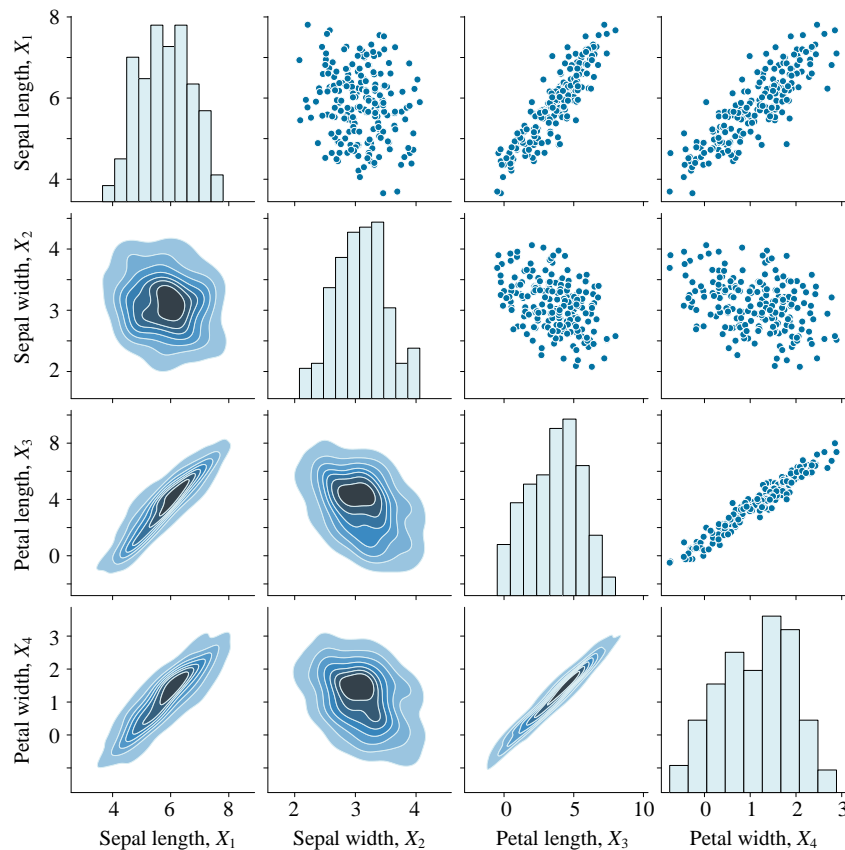 8
6
4
Sepal length, X1
4
3
2
Sepal width, X2
8
4
0
Petal length, X3
3
2
1
0
Petal width, X4
4 6 8
2 3 4
0 5 10
0 1 2 3
Sepal length, X1
Sepal width, X2
Petal length, X3
Petal width, X4